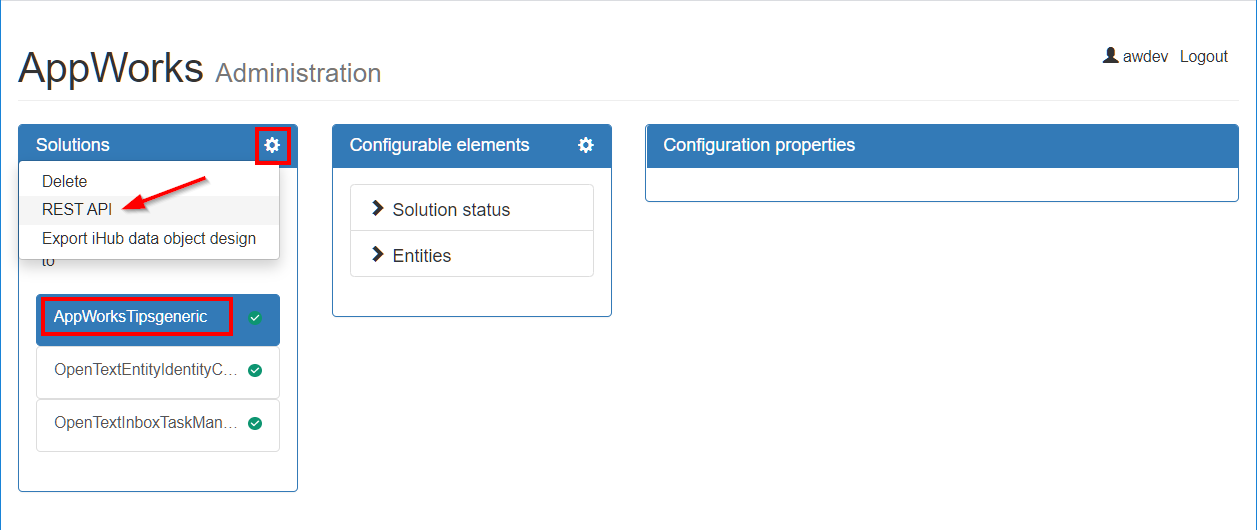 AppWorks Administration
awdev Logout
Solutions
Delete
REST API
Export iHub data object design
to
AppWorksTipsgeneric
OpenTextEntityIdentityC...
OpenTextInboxTaskMan...
Configurable elements
Solution status
Entities
Configuration properties